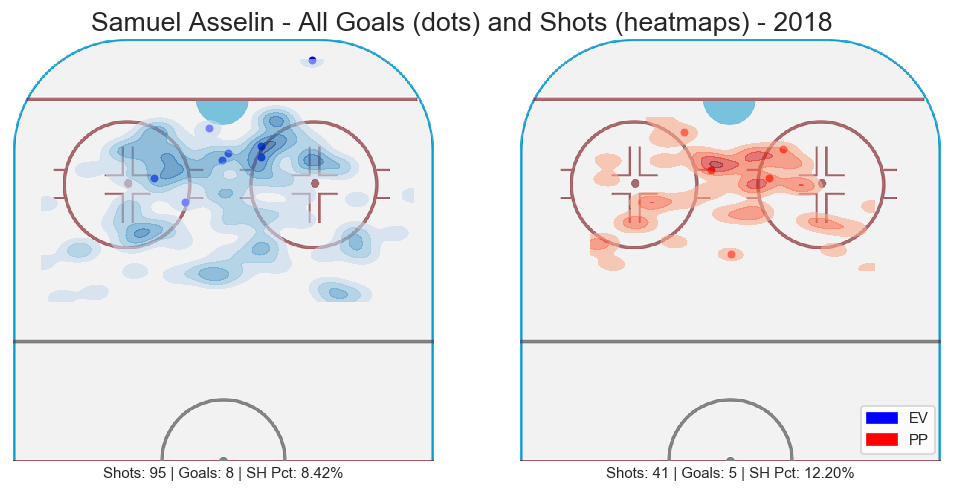 Samuel Asselin - All Goals (dots) and Shots (heatmaps) - 2018
EV
PP
Shots: 95 | Goals: 8 | SH Pct: 8.42%
Shots: 41 | Goals: 5 | SH Pct: 12.20%